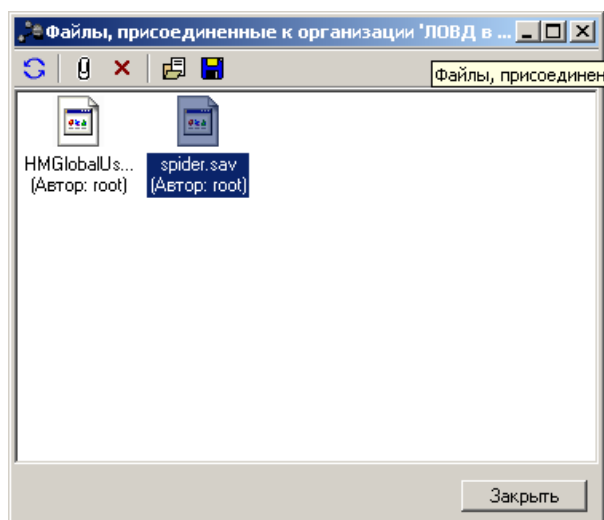 Файлы, присоединенные к организации 'ЛОВД в ...
Файлы, присоединен
HMGlobalUs...
(Автор: root)
spider.sav
(Автор: root)
Закрыть